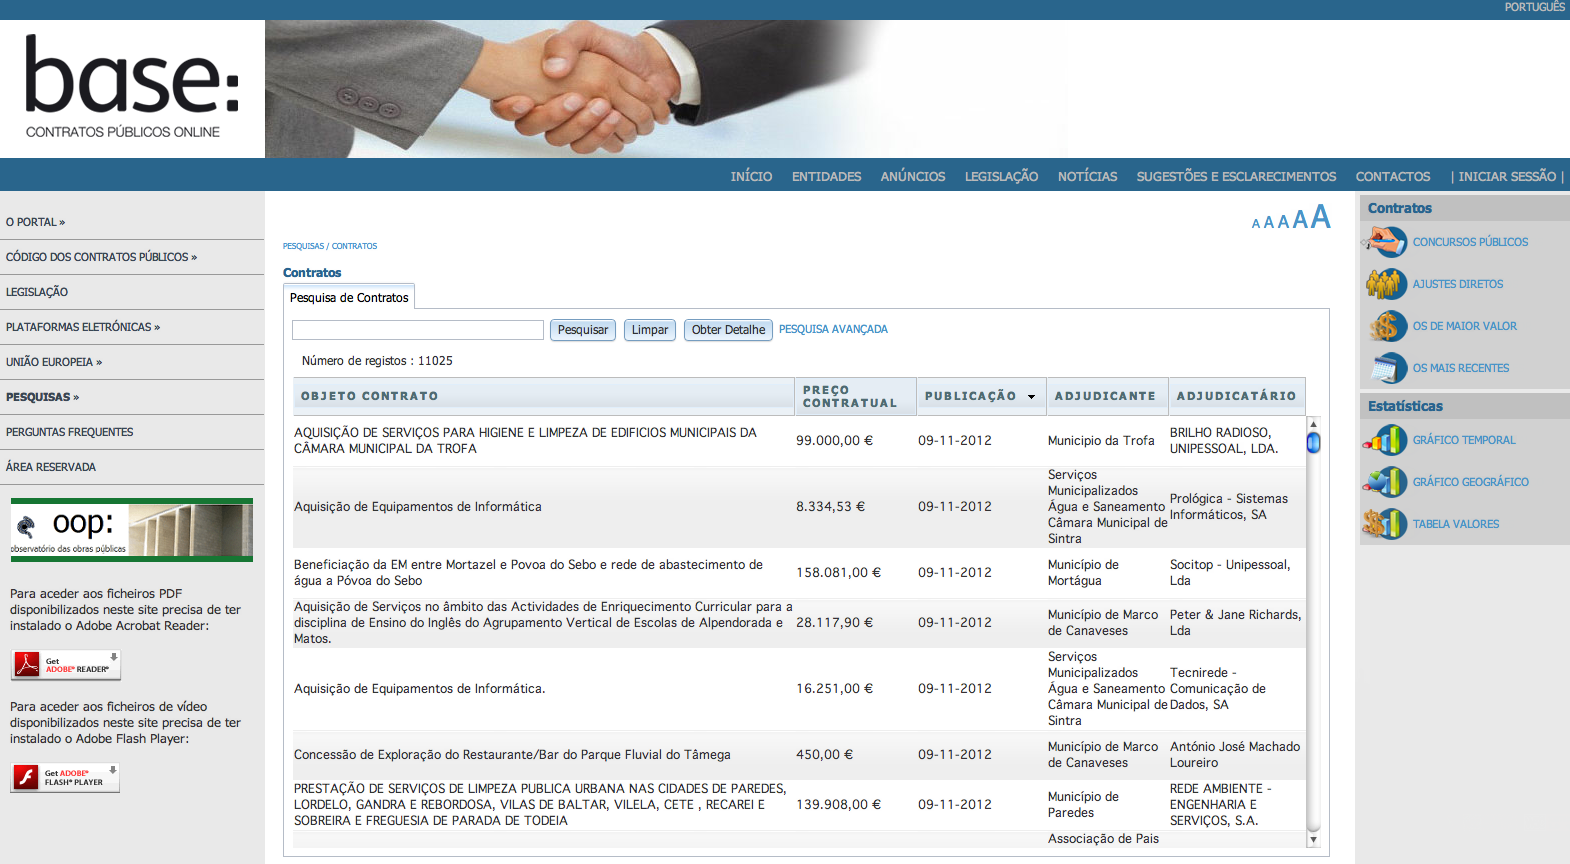 PORTUGUÊS
base:
CONTRATOS PÚBLICOS ONLINE
INÍCIO ENTIDADES ANÚNCIOS LEGISLAÇÃO NOTÍCIAS SUGESTÕES E ESCLARECIMENTOS CONTACTOS | INICIAR SESSÃO |
O PORTAL »
CÓDIGO DOS CONTRATOS PÚBLICOS »
LEGISLAÇÃO
PLATAFORMAS ELETRÓNICAS »
UNIÃO EUROPEIA »
PESQUISAS »
PERGUNTAS FREQUENTES
ÁREA RESERVADA
oop:
observatório das obras públicas
Para aceder aos ficheiros PDF
disponibilizados neste site precisa de ter
instalado o Adobe Acrobat Reader:
Get
ADOBE® READER®
Para aceder aos ficheiros de vídeo
disponibilizados neste site precisa de ter
instalado o Adobe Flash Player:
Get ADOBE®
FLASH® PLAYER
A A A A A
PESQUISAS / CONTRATOS
Contratos
Pesquisa de Contratos
Pesquisar Limpar Obter Detalhe PESQUISA AVANÇADA
Número de registos : 11025
OBJETO CONTRATO
PREÇO
CONTRATUAL
PUBLICAÇÃO
ADJUDICANTE
ADJUDICATÁRIO
AQUISIÇÃO DE SERVIÇOS PARA HIGIENE E LIMPEZA DE EDIFICIOS MUNICIPAIS DA
CÂMARA MUNICIPAL DA TROFA
99.000,00 €
09-11-2012
Municipio da Trofa
BRILHO RADIOSO,
UNIPESSOAL, LDA.
Aquisição de Equipamentos de Informática
8.334,53 €
09-11-2012
Serviços
Municipalizados
Água e Saneamento
Câmara Municipal de
Sintra
Prológica - Sistemas
Informáticos, SA
Beneficiação da EM entre Mortazel e Povoa do Sebo e rede de abastecimento de
água a Póvoa do Sebo
158.081,00 €
09-11-2012
Município de
Mortágua
Socitop - Unipessoal,
Lda
Aquisição de Serviços no âmbito das Actividades de Enriquecimento Curricular para a
disciplina de Ensino do Inglês do Agrupamento Vertical de Escolas de Alpendorada e
Matos.
28.117,90 €
09-11-2012
Município de Marco
de Canaveses
Peter & Jane Richards,
Lda
Aquisição de Equipamentos de Informática.
16.251,00 €
09-11-2012
Serviços
Municipalizados
Água e Saneamento
Câmara Municipal de
Sintra
Tecnirede -
Comunicação de
Dados, SA
Concessão de Exploração do Restaurante/Bar do Parque Fluvial do Tâmega
450,00 €
09-11-2012
Município de Marco
de Canaveses
António José Machado
Loureiro
PRESTAÇÃO DE SERVIÇOS DE LIMPEZA PUBLICA URBANA NAS CIDADES DE PAREDES,
LORDELO, GANDRA E REBORDOSA, VILAS DE BALTAR, VILELA, CETE , RECAREI E
SOBREIRA E FREGUESIA DE PARADA DE TODEIA
139.908,00 €
09-11-2012
Município de
Paredes
REDE AMBIENTE -
ENGENHARIA E
SERVIÇOS, S.A.
Associação de Pais
Contratos
CONCURSOS PÚBLICOS
AJUSTES DIRETOS
OS DE MAIOR VALOR
OS MAIS RECENTES
Estatísticas
GRÁFICO TEMPORAL
GRÁFICO GEOGRÁFICO
TABELA VALORES